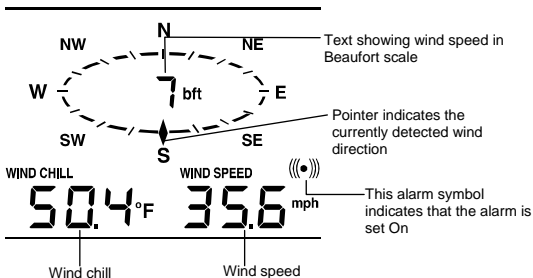 N
NW
NE
Text showing wind speed in
Beaufort scale
W
7 bft
E
Pointer indicates the
currently detected wind
direction
SW
SE
S
WIND CHILL
WIND SPEED
50.4°F
35.6 mph
This alarm symbol
indicates that the alarm is
set On
Wind chill
Wind speed